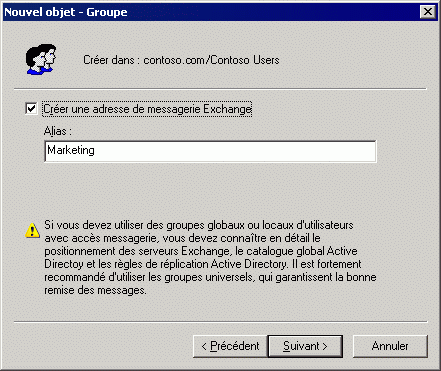 Nouvel objet - Groupe
Créer dans : contoso.com/Contoso Users
Créer une adresse de messagerie Exchange
Alias :
Marketing
Si vous devez utiliser des groupes globaux ou locaux d'utilisateurs
avec accès messagerie, vous devez connaître en détail le
positionnement des serveurs Exchange, le catalogue global Active
Directoy et les règles de réplication Active Directory. Il est fortement
recommandé d'utiliser les groupes universels, qui garantissent la bonne
remise des messages.
< Précédent
Suivant >
Annuler